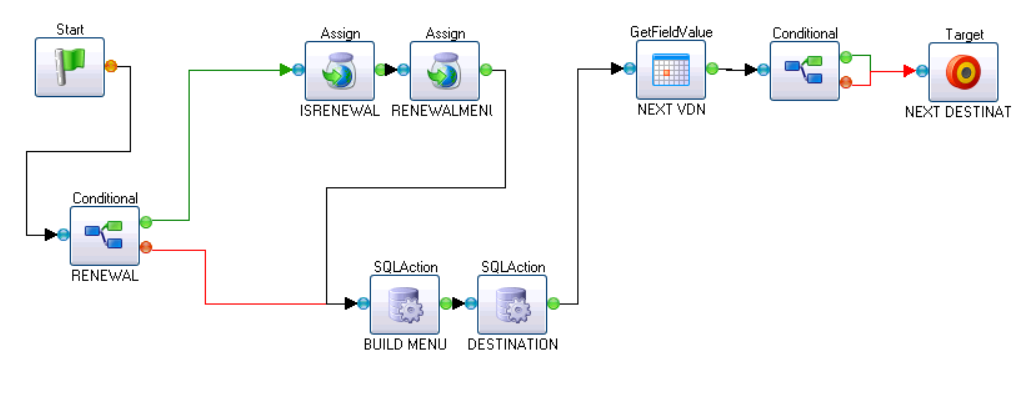 Start
Assign
Assign
GetFieldValue
Conditional
Target
ISRENEWAL
RENEWALMENU
NEXT VDN
NEXT DESTINAT
Conditional
RENEWAL
SQLAction
SQLAction
BUILD MENU
DESTINATION